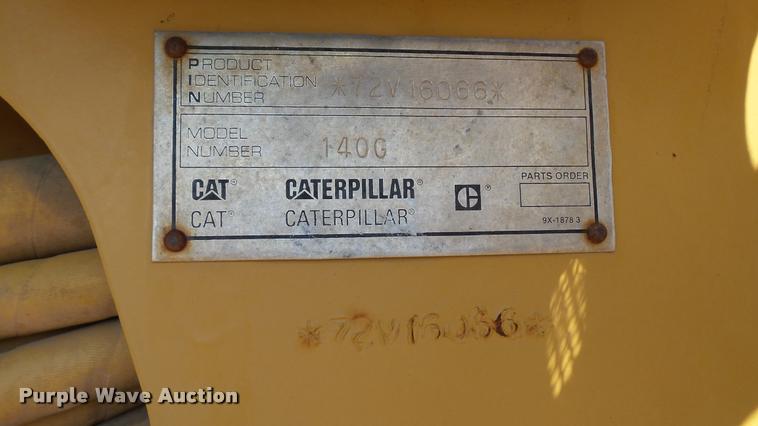 PRODUCT
IDENTIFICATION
NUMBER
*72V16066*
MODEL
NUMBER
140G
CAT® CATERPILLAR® C®
CAT® CATERPILLAR®
PARTS ORDER
9X-1878 3
*72V16066*
Purple Wave Auction